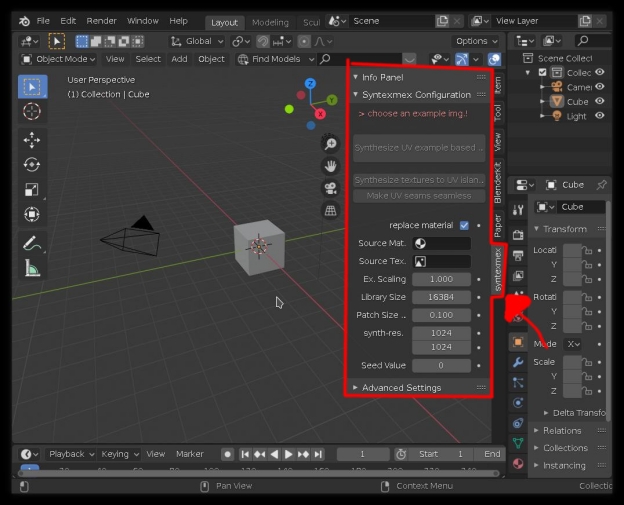 File Edit Render Window Help Layout Modeling Scul Scene View Layer
Global Options
Object Mode View Select Add Object Find Models
User Perspective
(1) Collection | Cube
X
Y
Z
Info Panel
Syntexmex Configuration
> choose an example img.!
Synthesize UV example based ..
Synthesize textures to UV islan..
Make UV seams seamless
replace material
Source Mat.
Source Tex.
Ex. Scaling 1.000
Library Size 16384
Patch Size .. 0.100
synth-res. 1024
1024
Seed Value 0
Advanced Settings
Item
Tool
View
BlenderKit
Paper
syntexmex
Scene Collect
Collec
Camer
Cube
Light
Cube
Cube
Transform
Locati
Y
Z
Rotati
Y
Z
Mode X
Scale
Y
Z
Delta Transfo
Relations
Collections
Instancing
Playback Keying View Marker 1 Start 1 End
Pan View Context Menu Collectio